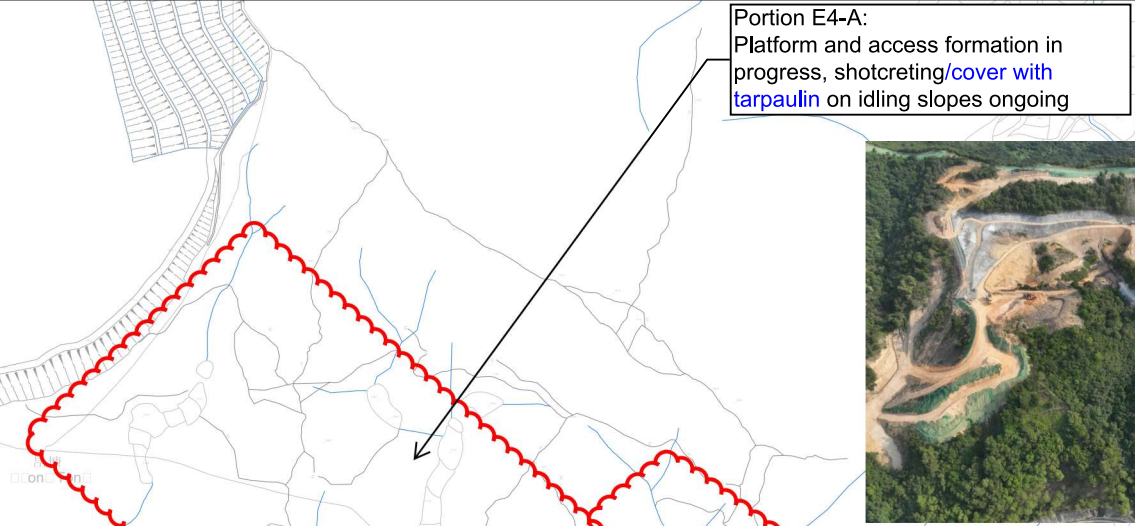 Portion E4-A:
Platform and access formation in
progress, shotcreting/cover with
tarpaulin on idling slopes ongoing